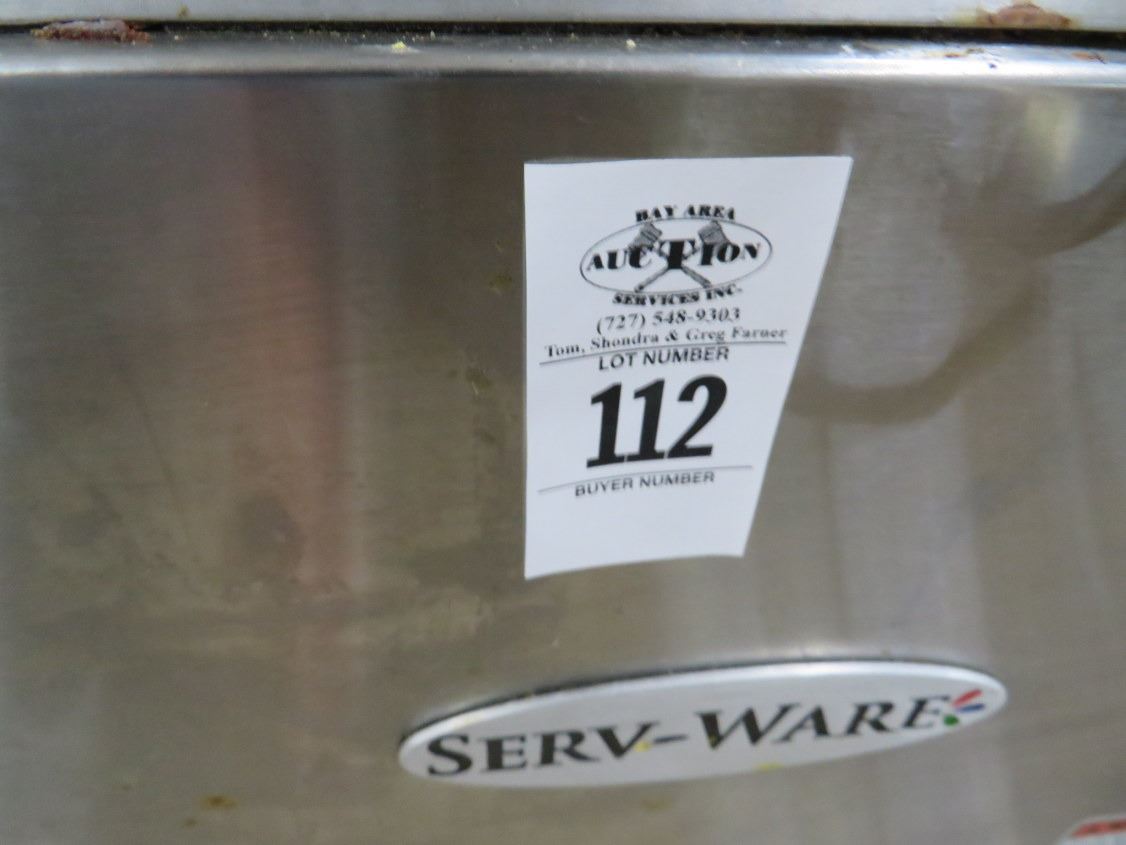 BAY AREA
AUCTION
SERVICES INC.
(727) 548-9303
Tom, Shondra & Greg Farner
LOT NUMBER
112
BUYER NUMBER
SERV-WARE